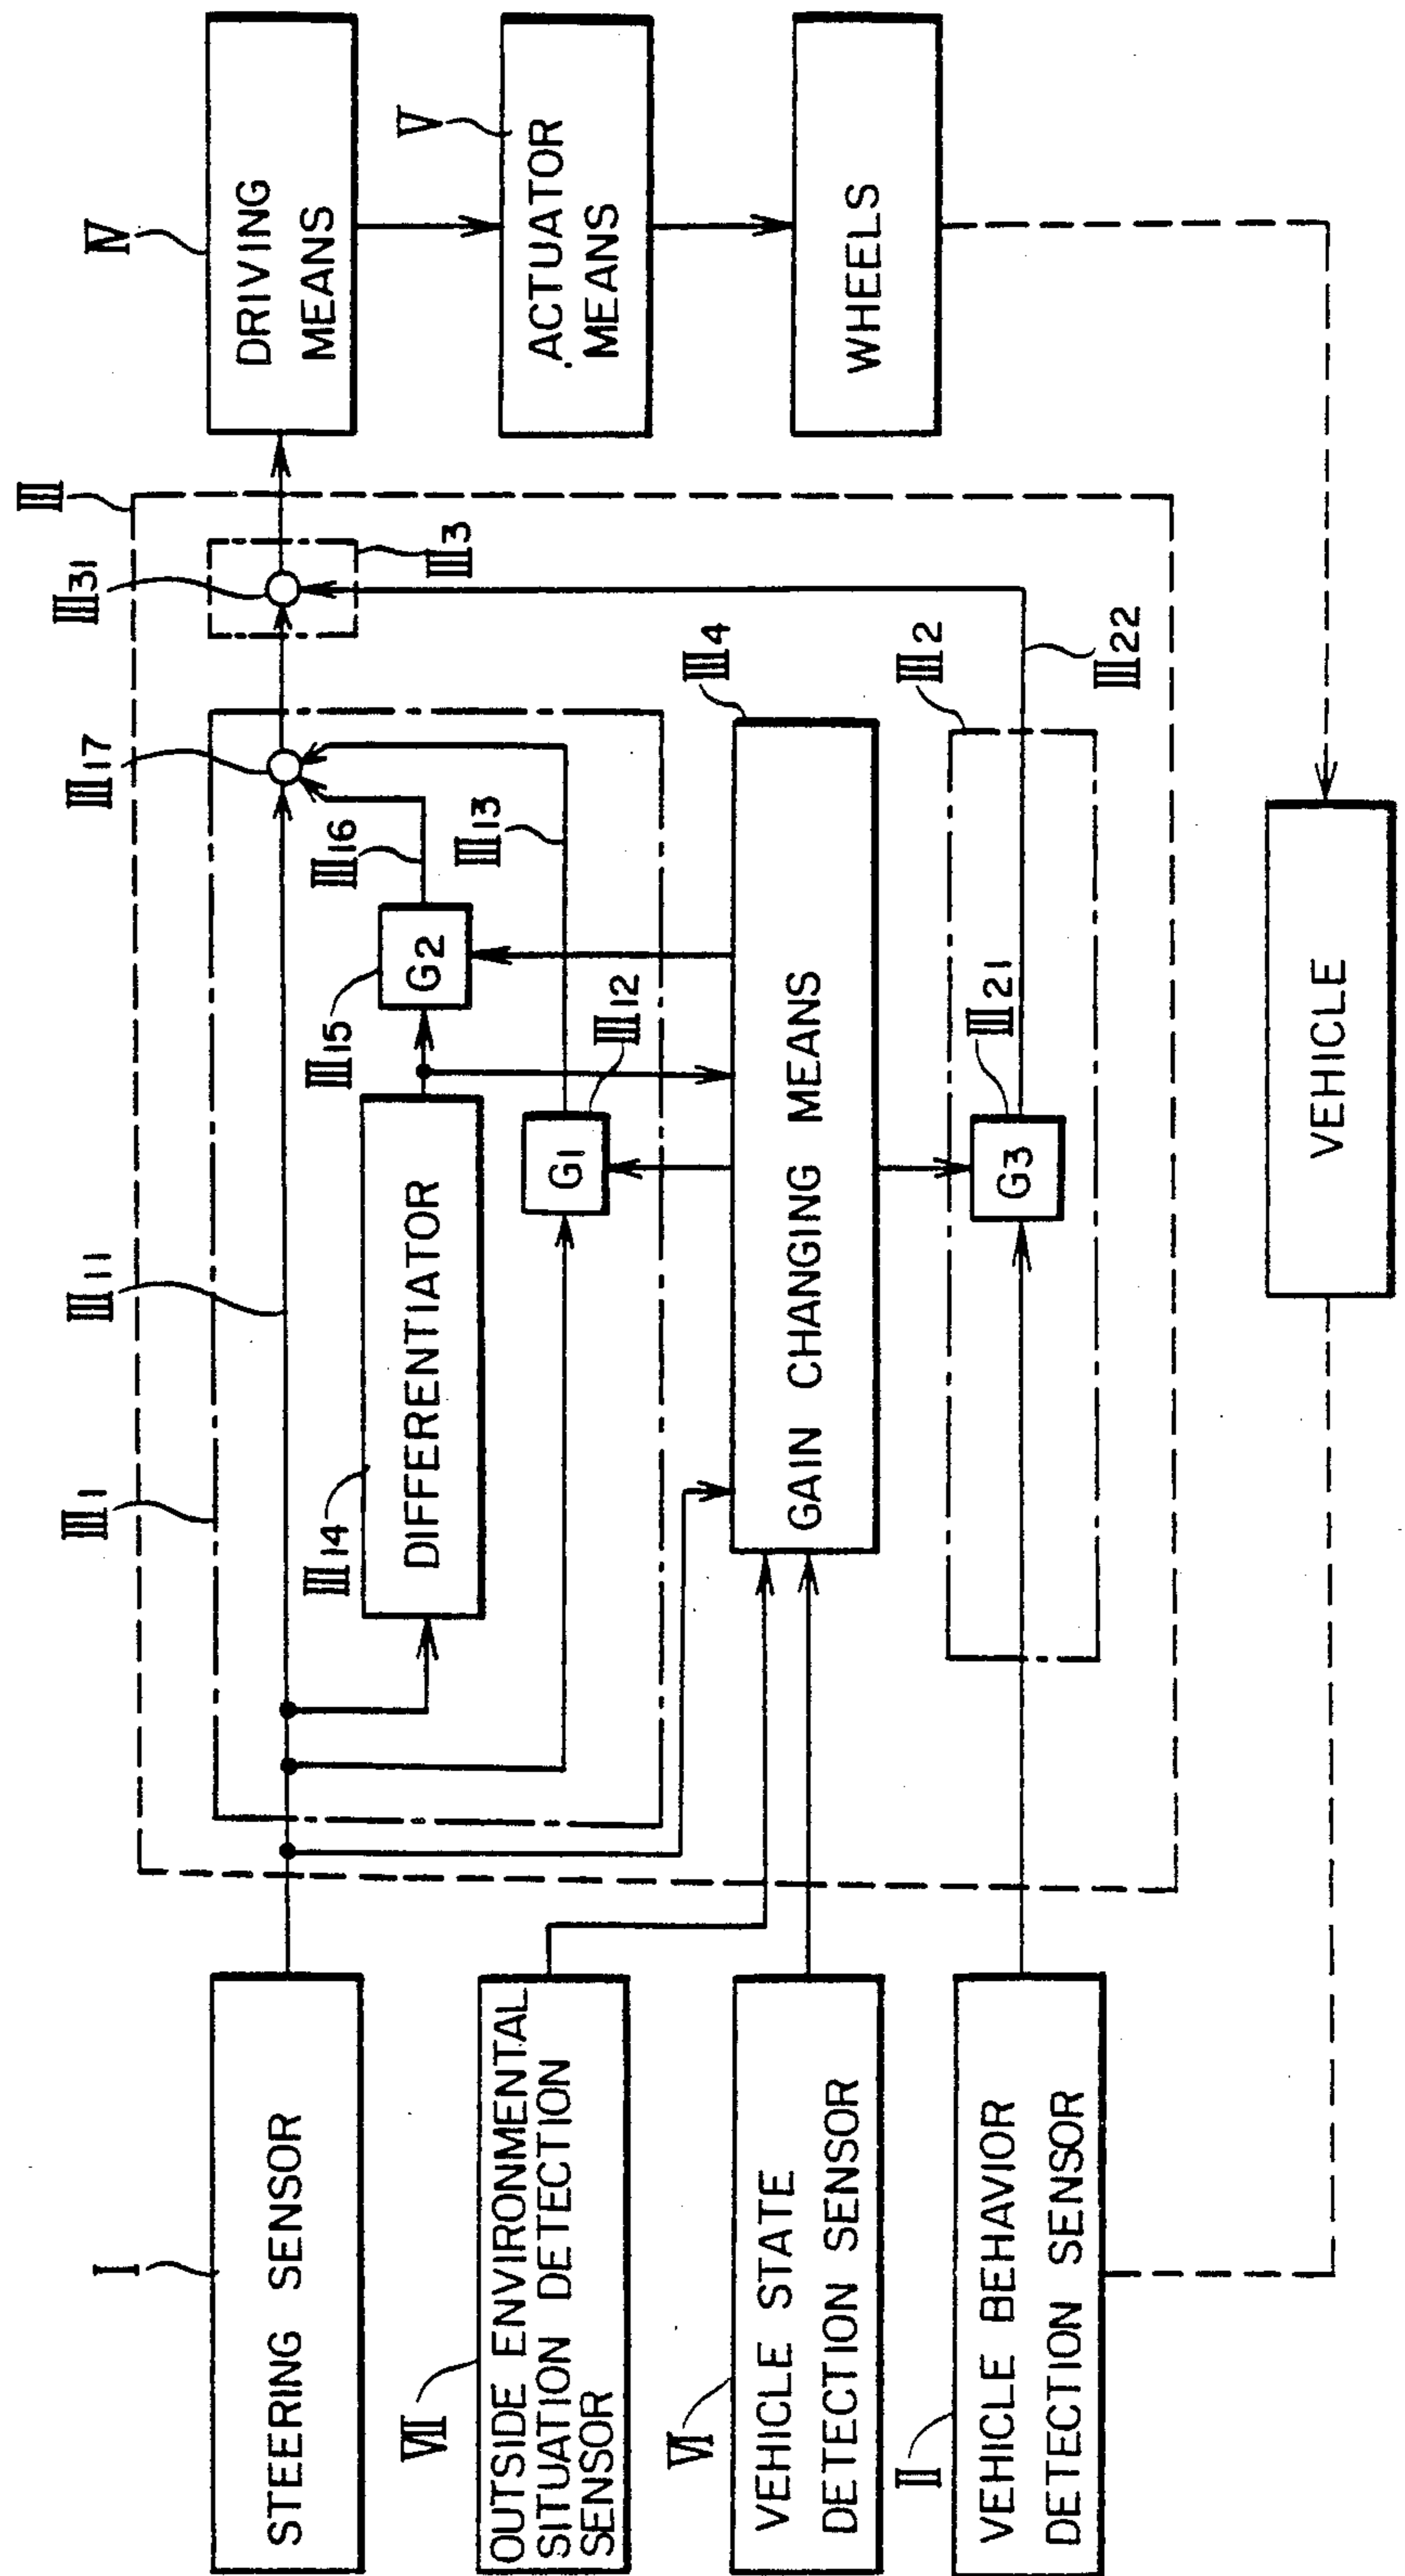 I
STEERING SENSOR
VII
OUTSIDE ENVIRONMENTAL
SITUATION DETECTION
SENSOR
VI
VEHICLE STATE
DETECTION SENSOR
II
VEHICLE BEHAVIOR
DETECTION SENSOR
III
III1
III11
III14
DIFFERENTIATOR
III15
G2
III16
III17
G1
III12
III13
III4
GAIN CHANGING MEANS
III2
G3
III21
III22
III31
III3
IV
DRIVING
MEANS
V
ACTUATOR
MEANS
WHEELS
VEHICLE